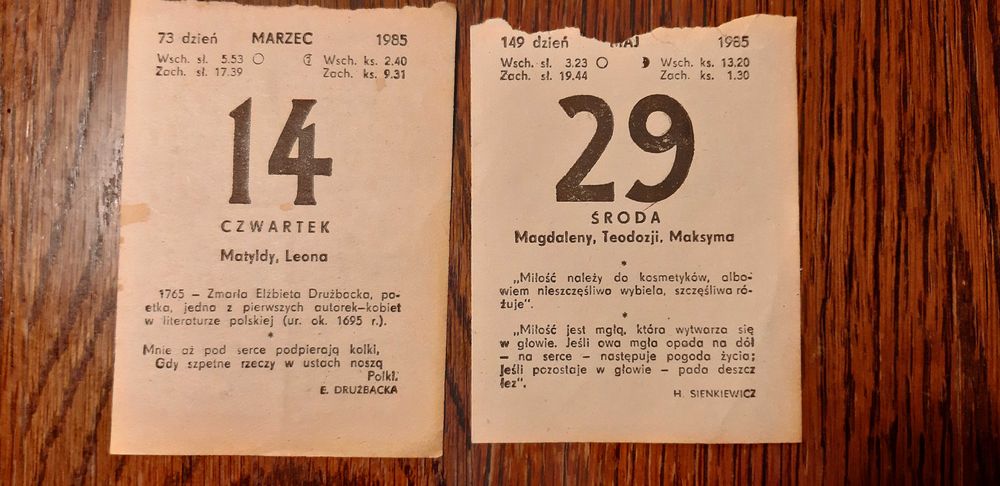 73 dzień MARZEC 1985
Wsch. sł. 5.53 Wsch. ks. 2.40
Zach. sł. 17.39 Zach. ks. 9.31
14
CZWARTEK
Matyldy, Leona
1765 – Zmarła Elżbieta Drużbacka, po-
etka, jedna z pierwszych autorek-kobiet
w literaturze polskiej (ur. ok. 1695 r.).
*
Mnie aż pod serce podpierają kolki,
Gdy szpetne rzeczy w ustach noszą
Polki.
E. DRUŻBACKA
149 dzień MAJ 1985
Wsch. sł. 3.23 Wsch. ks. 13.20
Zach. sł. 19.44 Zach. ks. 1.30
29
ŚRODA
Magdaleny, Teodozji, Maksyma
*
„Miłość należy do kosmetyków, albo-
wiem nieszczęśliwa wybiela, szczęśliwa ró-
żuje".
*
„Miłość jest mgłą, która wytwarza się
w głowie. Jeśli owa mgła opada na dół
– na serce – następuje pogoda życia;
Jeśli pozostaje w głowie – pada deszcz
łez".
H. SIENKIEWICZ